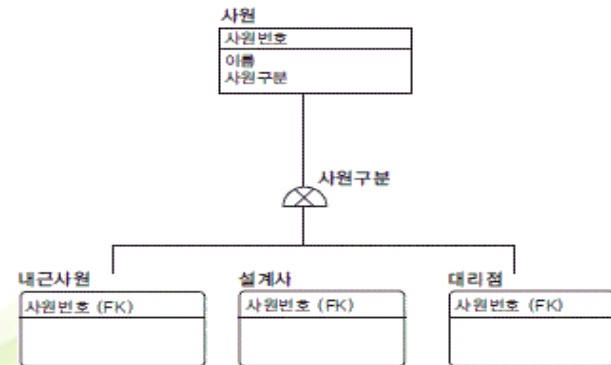 사원
사원번호
이름
사원구분
사원구분
내근사원
사원번호 (FK)
설계사
사원번호 (FK)
대리점
사원번호 (FK)